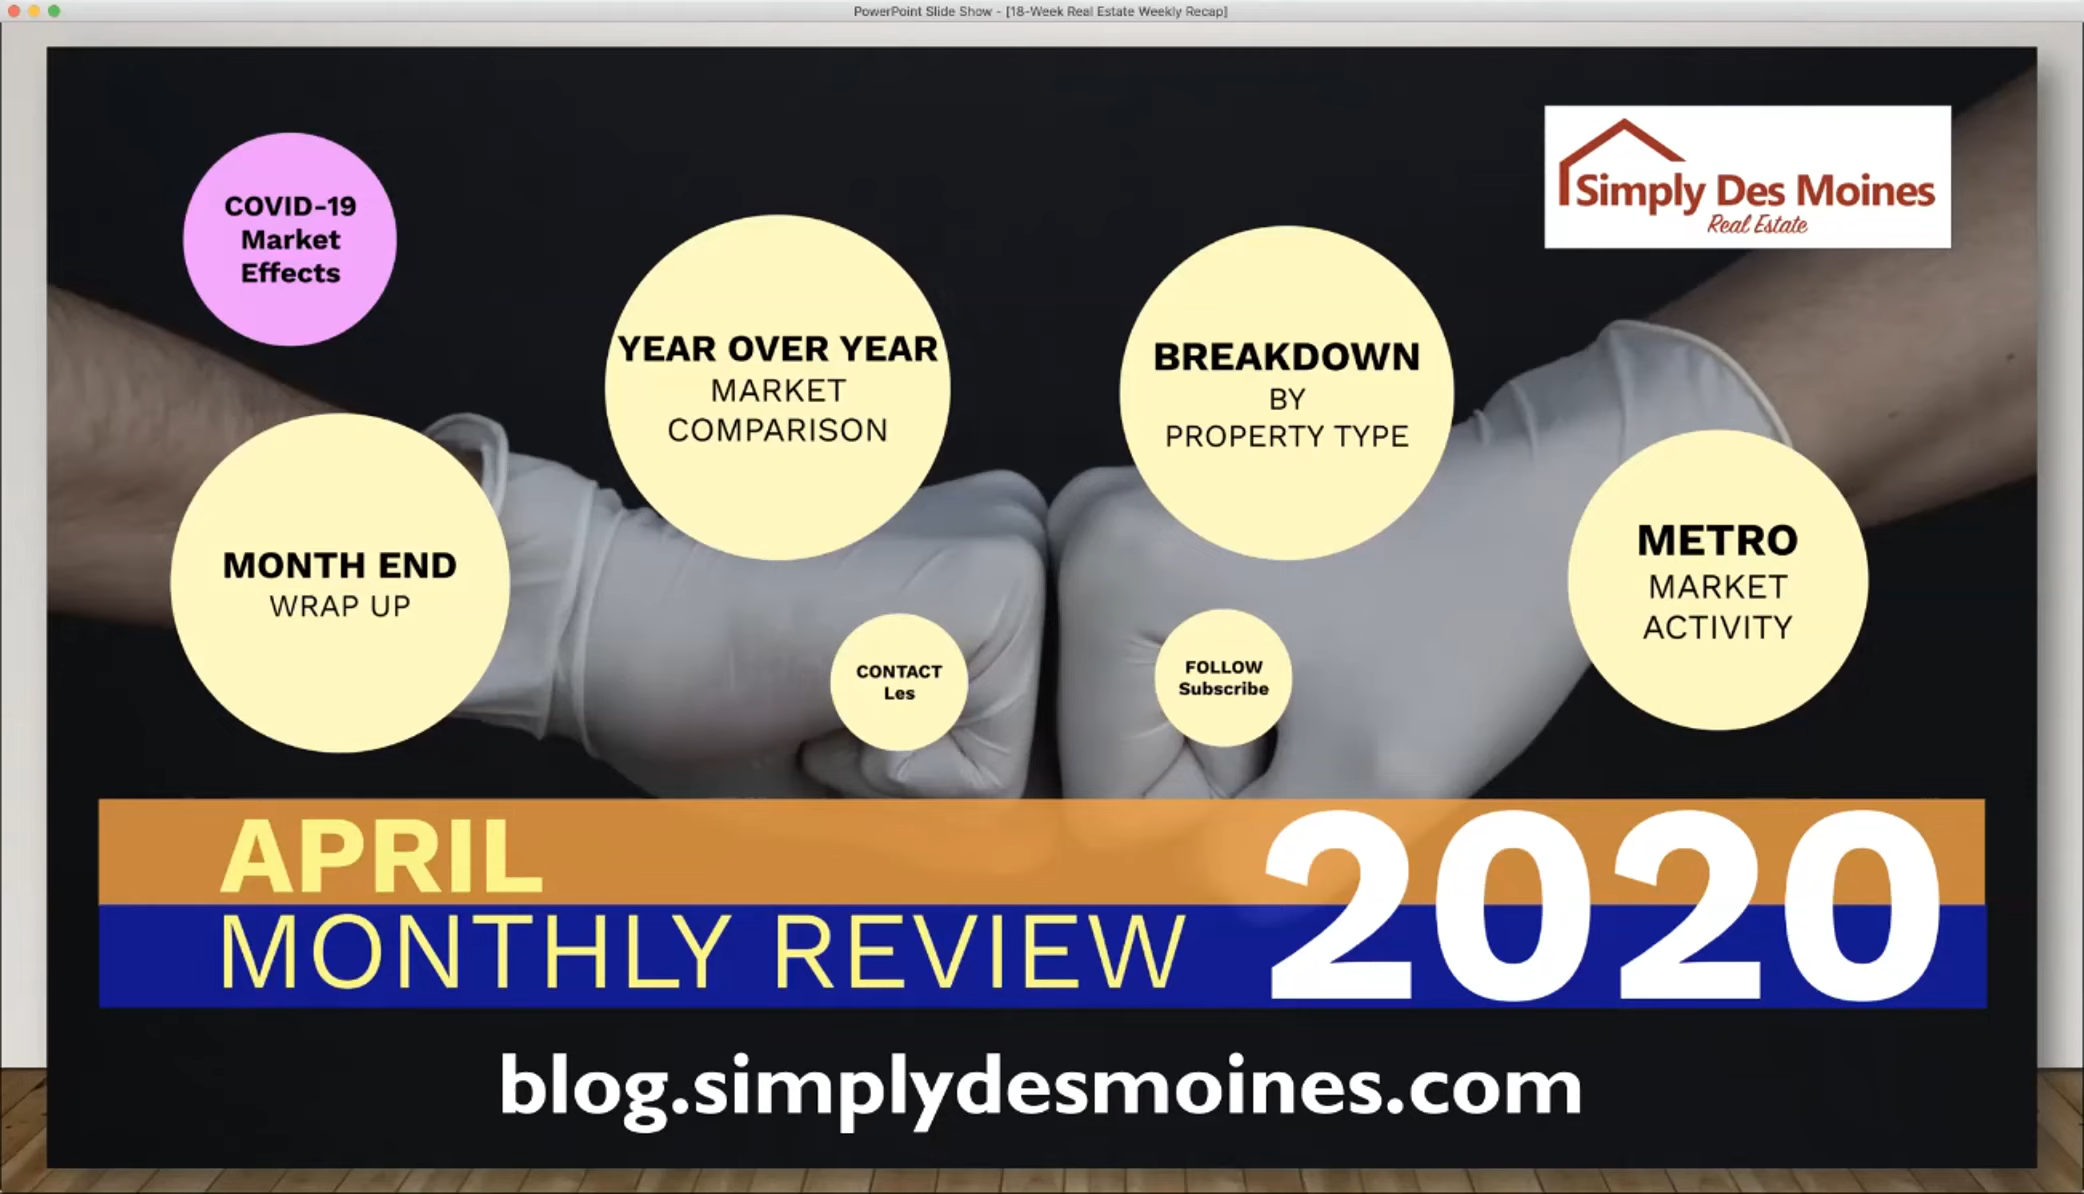 PowerPoint Slide Show - [18-Week Real Estate Weekly Recap]
Simply Des Moines
Real Estate
COVID-19
Market
Effects
YEAR OVER YEAR
MARKET
COMPARISON
BREAKDOWN
BY
PROPERTY TYPE
MONTH END
WRAP UP
METRO
MARKET
ACTIVITY
CONTACT
Les
FOLLOW
Subscribe
APRIL
MONTHLY REVIEW
2020
blog.simplydesmoines.com